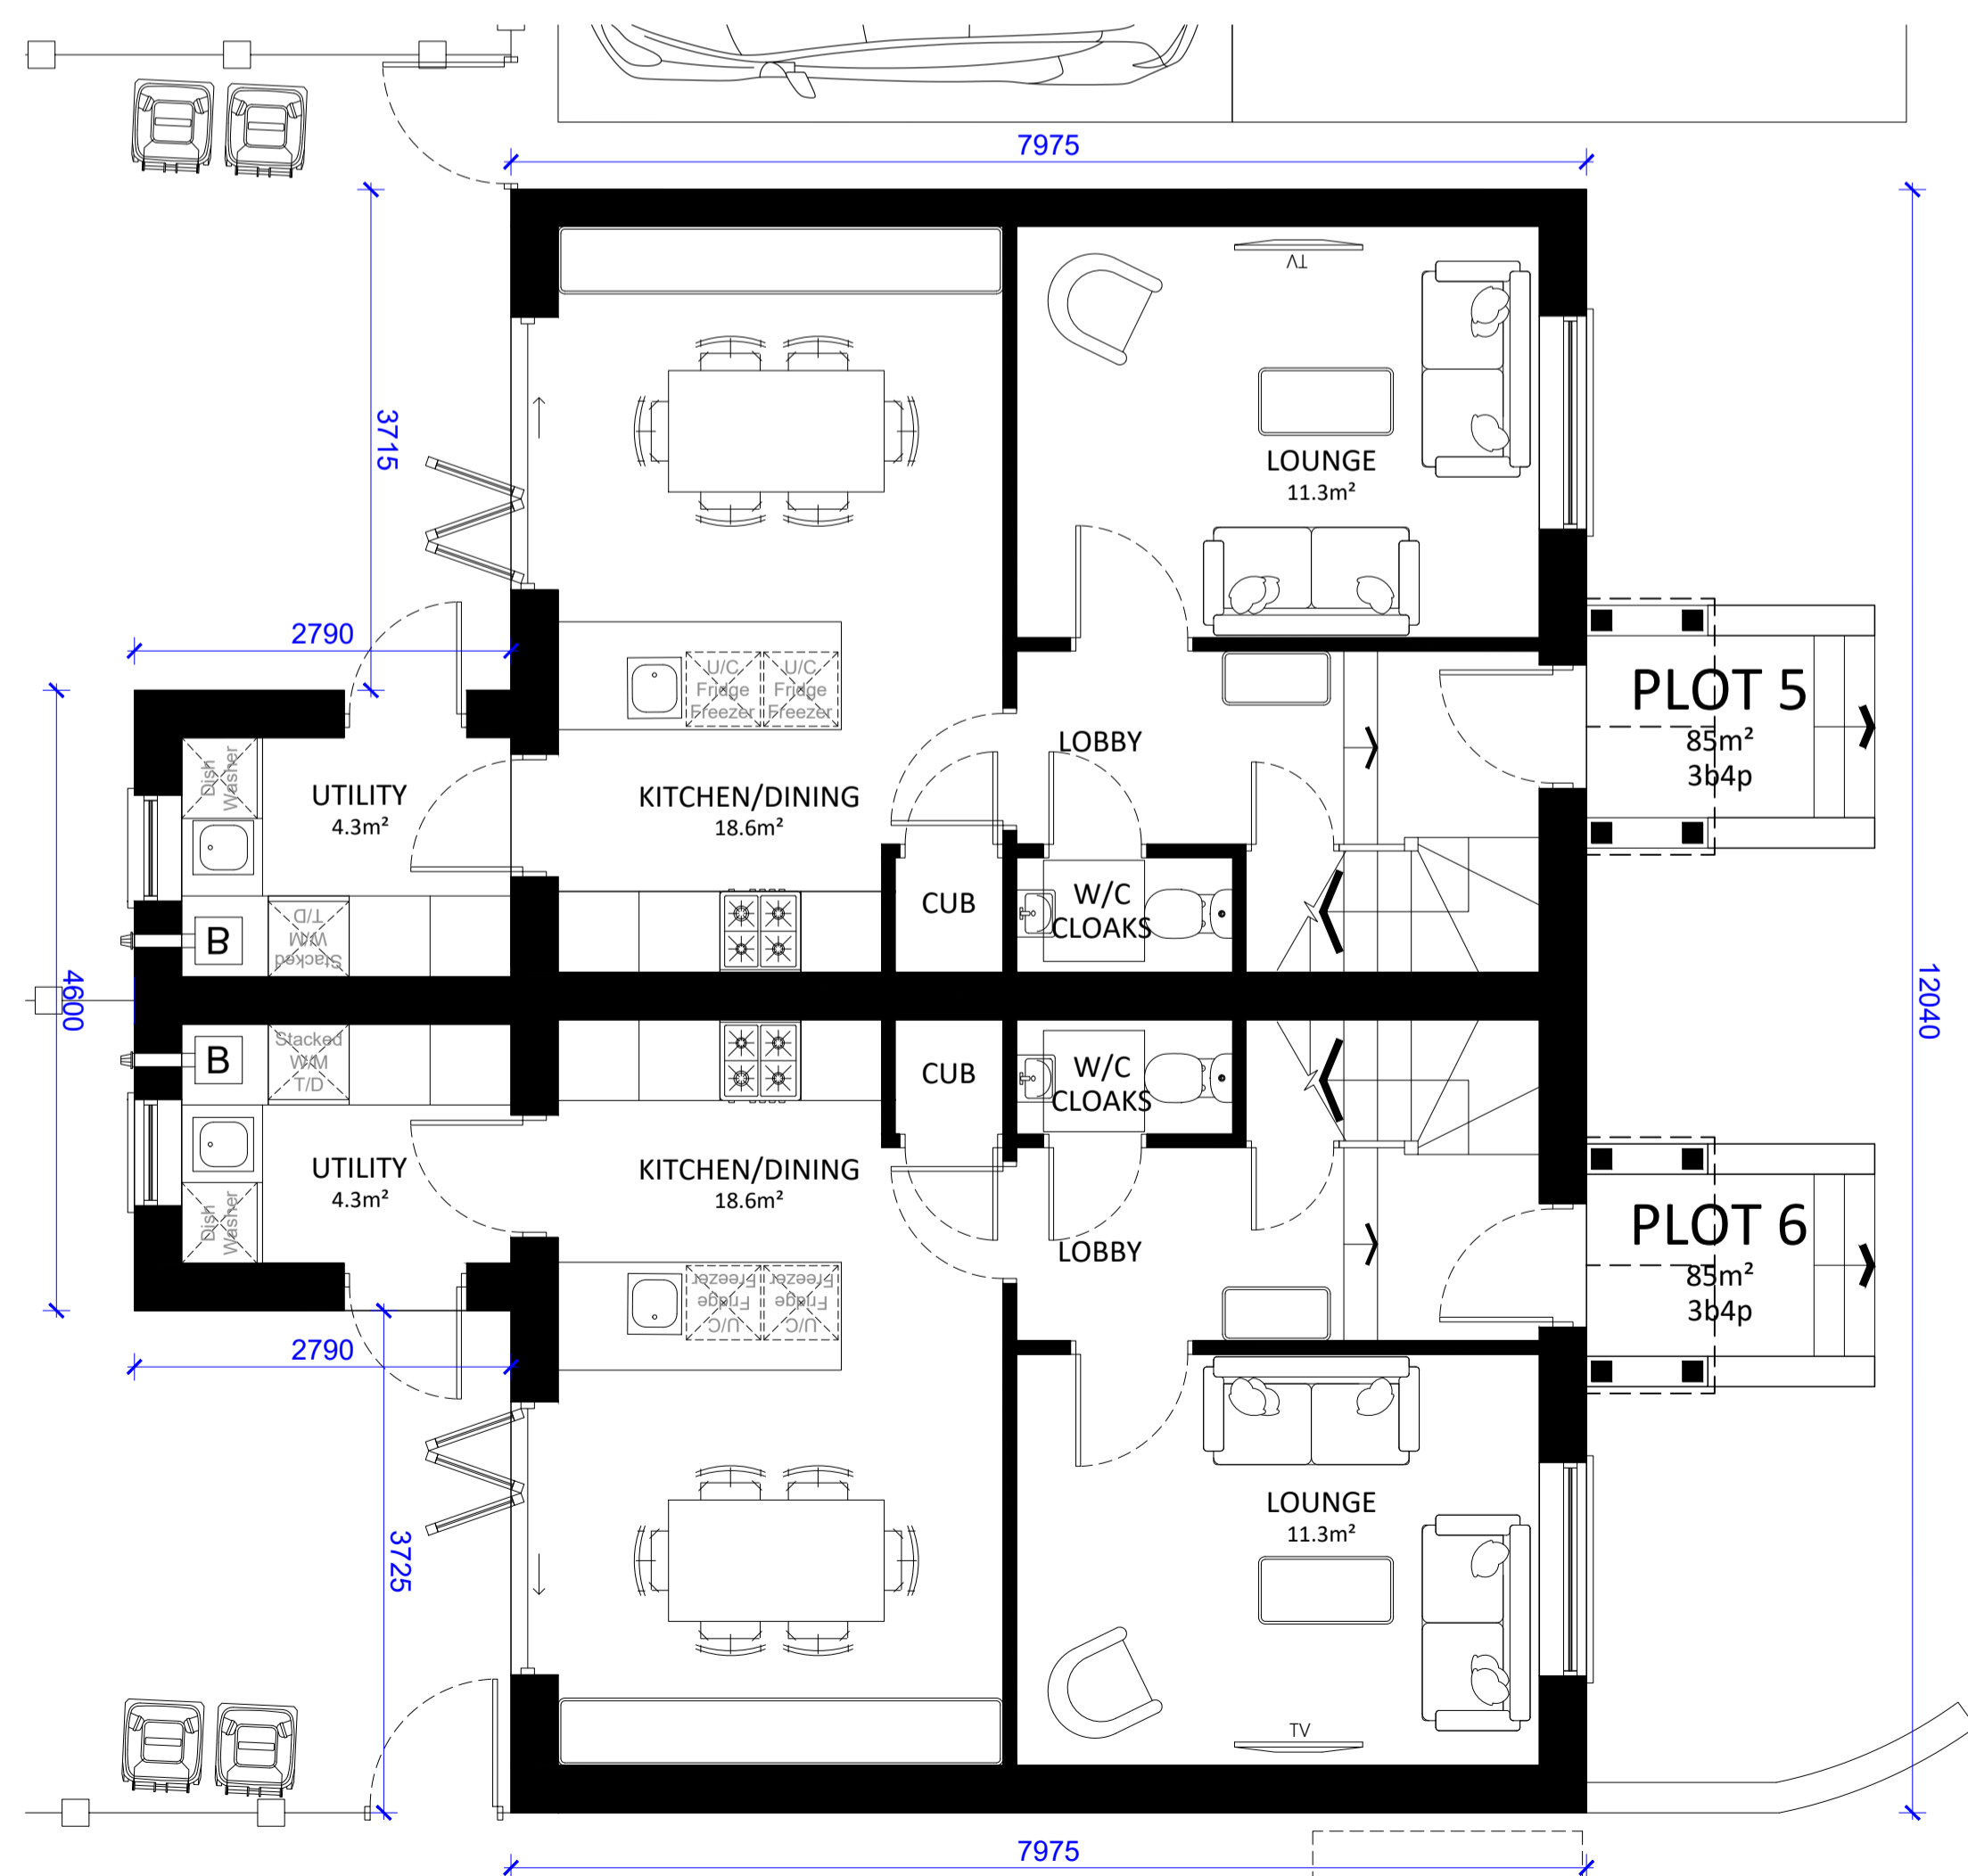 7975
3715
TV
LOUNGE
11.3m²
2790
U/C
Fridge
Freezer
U/C
Fridge
Freezer
PLOT 5
85m²
3b4p
LOBBY
Dish
Washer
UTILITY
4.3m²
KITCHEN/DINING
18.6m²
CUB
W/C
CLOAKS
B
Stacked
W/M
T/D
4600
12040
B
Stacked
W/M
T/D
CUB
W/C
CLOAKS
UTILITY
4.3m²
KITCHEN/DINING
18.6m²
Dish
Washer
LOBBY
PLOT 6
85m²
3b4p
U/C
Fridge
Freezer
U/C
Fridge
Freezer
2790
LOUNGE
11.3m²
3725
TV
7975